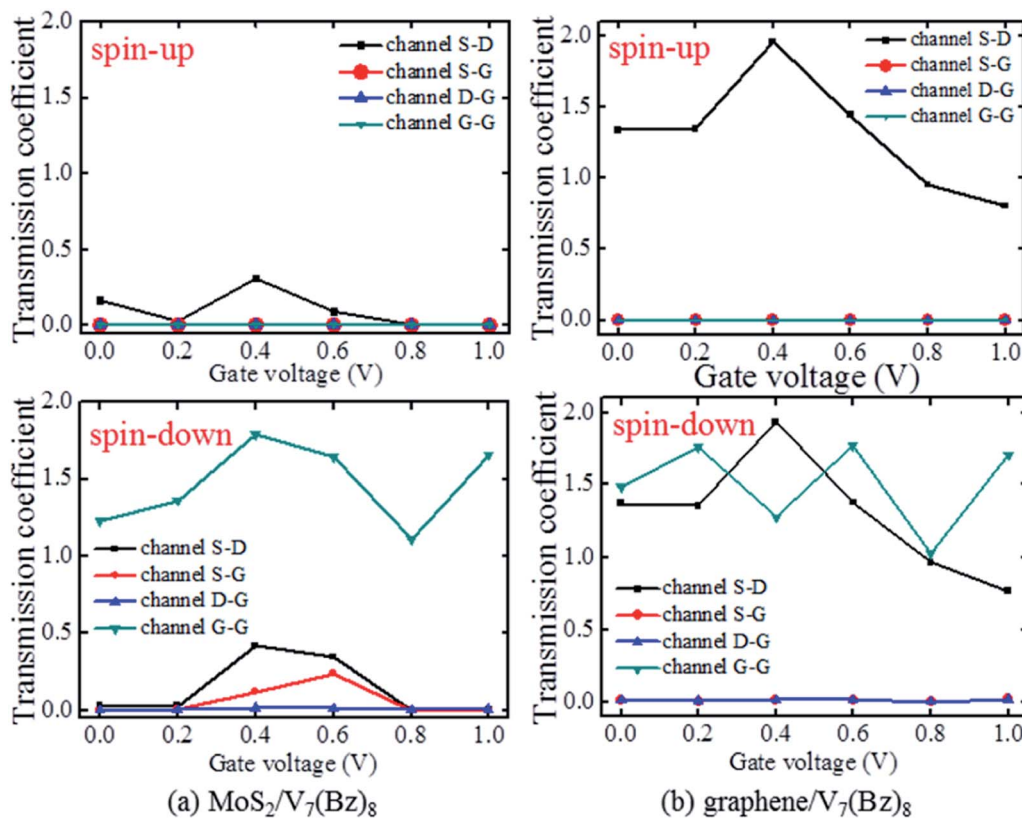 spin-up
channel S-D
channel S-G
channel D-G
channel G-G
Transmission coefficient
2.0
1.5
1.0
0.5
0.0
0.0 0.2 0.4 0.6 0.8 1.0
spin-up
channel S-D
channel S-G
channel D-G
channel G-G
Transmission coefficient
2.0
1.5
1.0
0.5
0.0
0.0 0.2 0.4 0.6 0.8 1.0
Gate voltage (V)
spin-down
channel S-D
channel S-G
channel D-G
channel G-G
Transmission coefficient
2.0
1.5
1.0
0.5
0.0
0.0 0.2 0.4 0.6 0.8 1.0
Gate voltage (V)
(a) MoS₂/V₇(Bz)₈
spin-down
channel S-D
channel S-G
channel D-G
channel G-G
Transmission coefficient
2.0
1.5
1.0
0.5
0.0
0.0 0.2 0.4 0.6 0.8 1.0
Gate voltage (V)
(b) graphene/V₇(Bz)₈